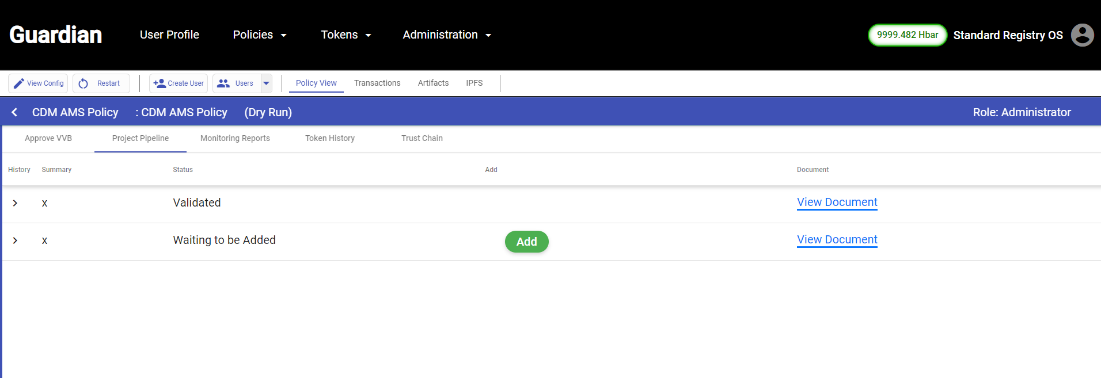 Guardian User Profile Policies Tokens Administration 9999.482 Hbar Standard Registry OS
View Config Restart Create User Users Policy View Transactions Artifacts IPFS
CDM AMS Policy : CDM AMS Policy (Dry Run) Role: Administrator
Approve VVB Project Pipeline Monitoring Reports Token History Trust Chain
History Summary Status Add Document
x Validated View Document
x Waiting to be Added Add View Document